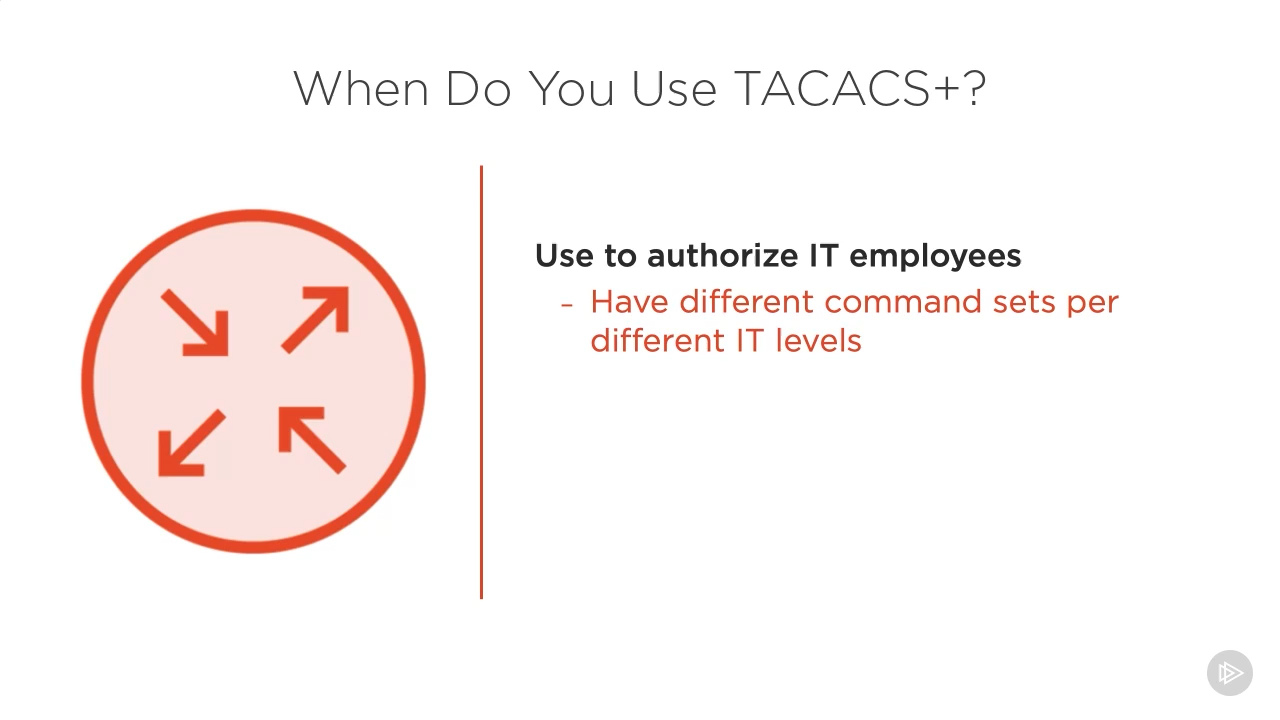 When Do You Use TACACS+?
Use to authorize IT employees
- Have different command sets per
different IT levels